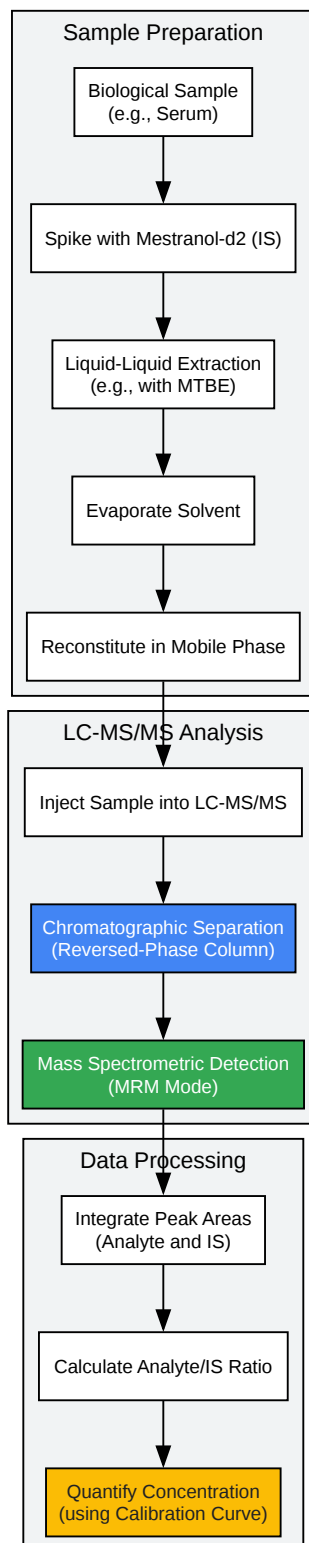 Sample Preparation
Biological Sample
(e.g., Serum)
Spike with Mestranol-d2 (IS)
Liquid-Liquid Extraction
(e.g., with MTBE)
Evaporate Solvent
Reconstitute in Mobile Phase
LC-MS/MS Analysis
Inject Sample into LC-MS/MS
Chromatographic Separation
(Reversed-Phase Column)
Mass Spectrometric Detection
(MRM Mode)
Data Processing
Integrate Peak Areas
(Analyte and IS)
Calculate Analyte/IS Ratio
Quantify Concentration
(using Calibration Curve)